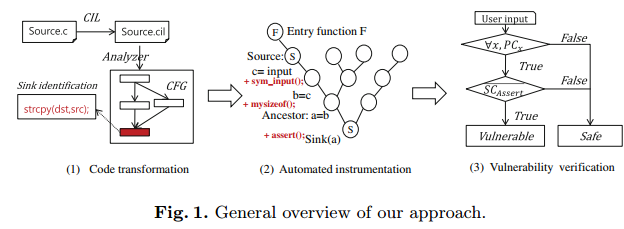 CIL
Source.c
Source.cil
Analyzer
Sink identification
CFG
strcpy(dst,src);
(1) Code transformation
F Entry function F
Source: S
c= input
+ sym_input();
b=c
+ mysizeof();
Ancestor: a=b
+ assert(); S
Sink(a)
(2) Automated instrumentation
User input
∀x, PCx
False
True
SCAssert
False
True
Vulnerable
Safe
(3) Vulnerability verification
Fig. 1. General overview of our approach.